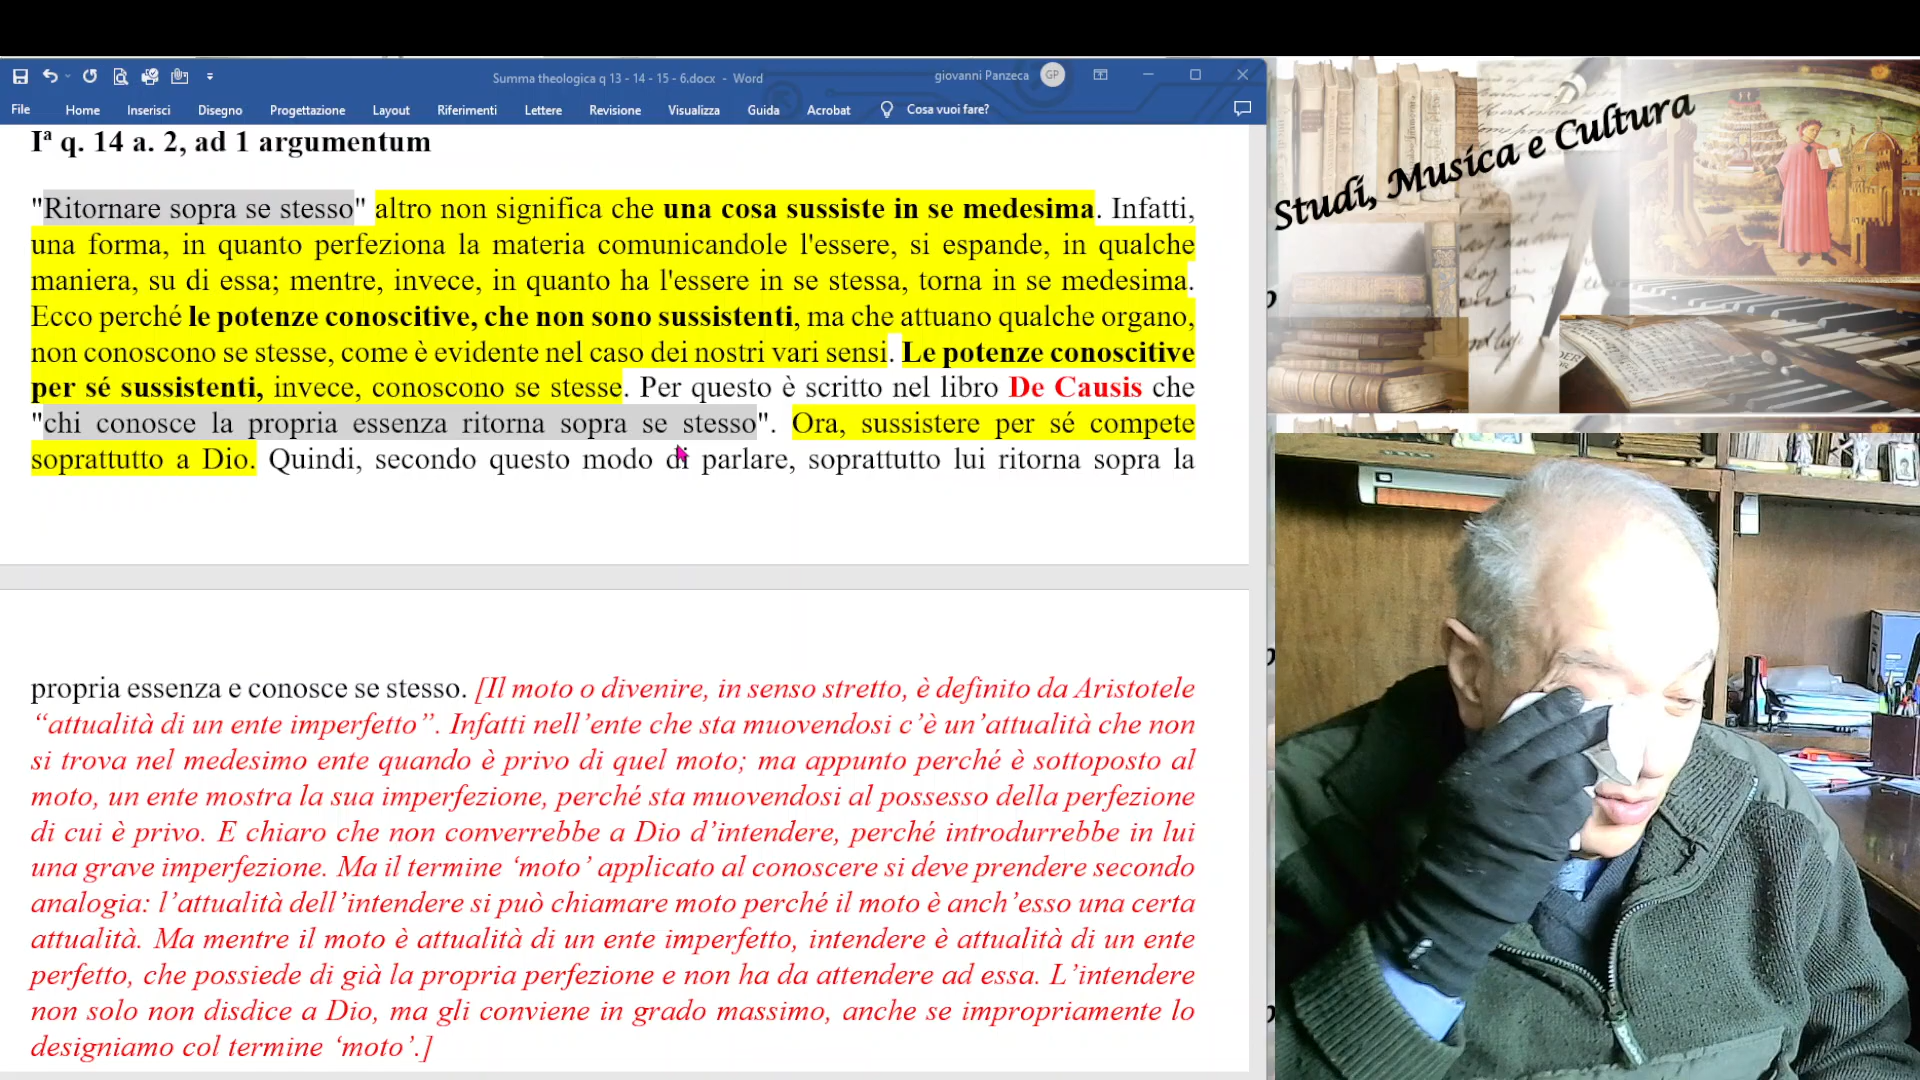 Summa theologica q 13 - 14 - 15 - 6.docx - Word
giovanni Panzeca GP
File Home Inserisci Disegno Progettazione Layout Riferimenti Lettere Revisione Visualizza Guida Acrobat Cosa vuoi fare?
Iª q. 14 a. 2, ad 1 argumentum
"Ritornare sopra se stesso" altro non significa che una cosa sussiste in se medesima. Infatti,
una forma, in quanto perfeziona la materia comunicandole l'essere, si espande, in qualche
maniera, su di essa; mentre, invece, in quanto ha l'essere in se stessa, torna in se medesima.
Ecco perché le potenze conoscitive, che non sono sussistenti, ma che attuano qualche organo,
non conoscono se stesse, come è evidente nel caso dei nostri vari sensi. Le potenze conoscitive
per sé sussistenti, invece, conoscono se stesse. Per questo è scritto nel libro De Causis che
"chi conosce la propria essenza ritorna sopra se stesso". Ora, sussistere per sé compete
soprattutto a Dio. Quindi, secondo questo modo di parlare, soprattutto lui ritorna sopra la
propria essenza e conosce se stesso. [Il moto o divenire, in senso stretto, è definito da Aristotele
“attualità di un ente imperfetto”. Infatti nell’ente che sta muovendosi c’è un’attualità che non
si trova nel medesimo ente quando è privo di quel moto; ma appunto perché è sottoposto al
moto, un ente mostra la sua imperfezione, perché sta muovendosi al possesso della perfezione
di cui è privo. E chiaro che non converrebbe a Dio d’intendere, perché introdurrebbe in lui
una grave imperfezione. Ma il termine ‘moto’ applicato al conoscere si deve prendere secondo
analogia: l’attualità dell’intendere si può chiamare moto perché il moto è anch’esso una certa
attualità. Ma mentre il moto è attualità di un ente imperfetto, intendere è attualità di un ente
perfetto, che possiede di già la propria perfezione e non ha da attendere ad essa. L’intendere
non solo non disdice a Dio, ma gli conviene in grado massimo, anche se impropriamente lo
designiamo col termine ‘moto’.]
Studi, Musica e Cultura